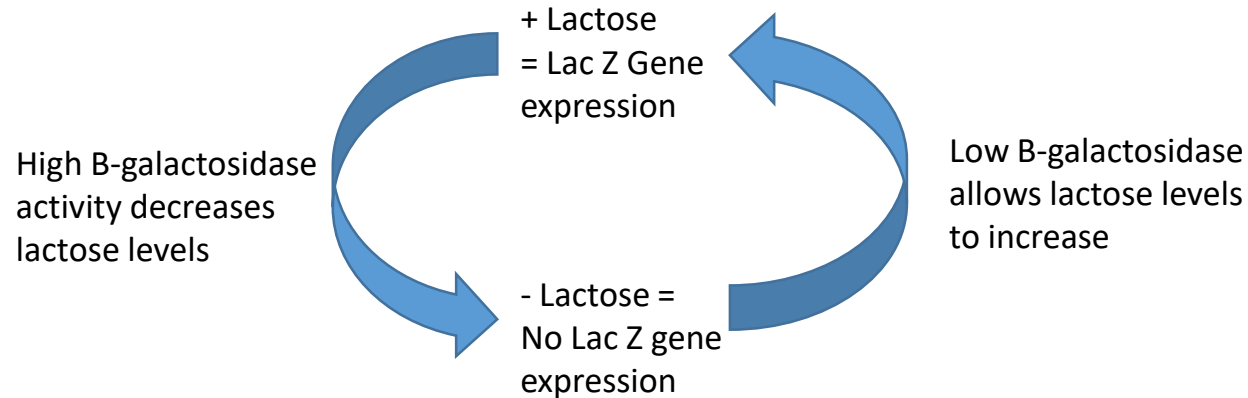 + Lactose
= Lac Z Gene
expression
High B-galactosidase
activity decreases
lactose levels
Low B-galactosidase
allows lactose levels
to increase
- Lactose =
No Lac Z gene
expression